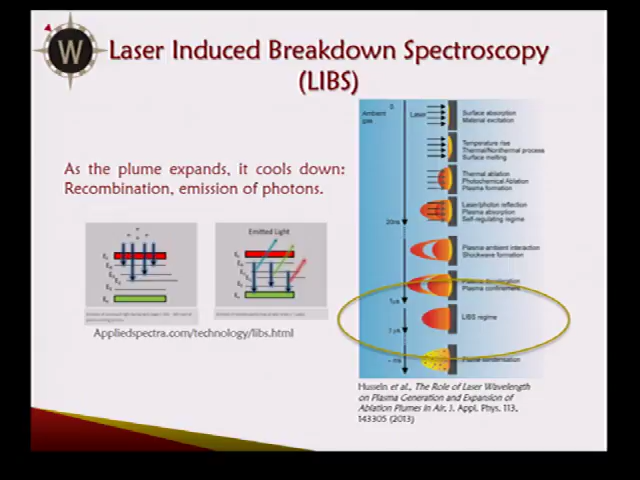 W
Laser Induced Breakdown Spectroscopy
(LIBS)
As the plume expands, it cools down:
Recombination, emission of photons.
Emitted Light
Appliedspectra.com/technology/libs.html
Ambient
Laser
Surface absorption
Material excitation
Temperature rise
Thermal/Nonthermal process
Surface melting
Thermal ablation
Photochemical Ablation
Plasma formation
Laser/photon reflection
Plasma absorption
Self-regulating regime
20ns
Plasma ambient interaction
Shockwave formation
Plasma confinement
1μs
LIBS regime
Plume condensation
Hussein et al., The Role of Laser Wavelength
on Plasma Generation and Expansion of
Ablation Plumes in Air, J. Appl. Phys. 113,
143305 (2013)